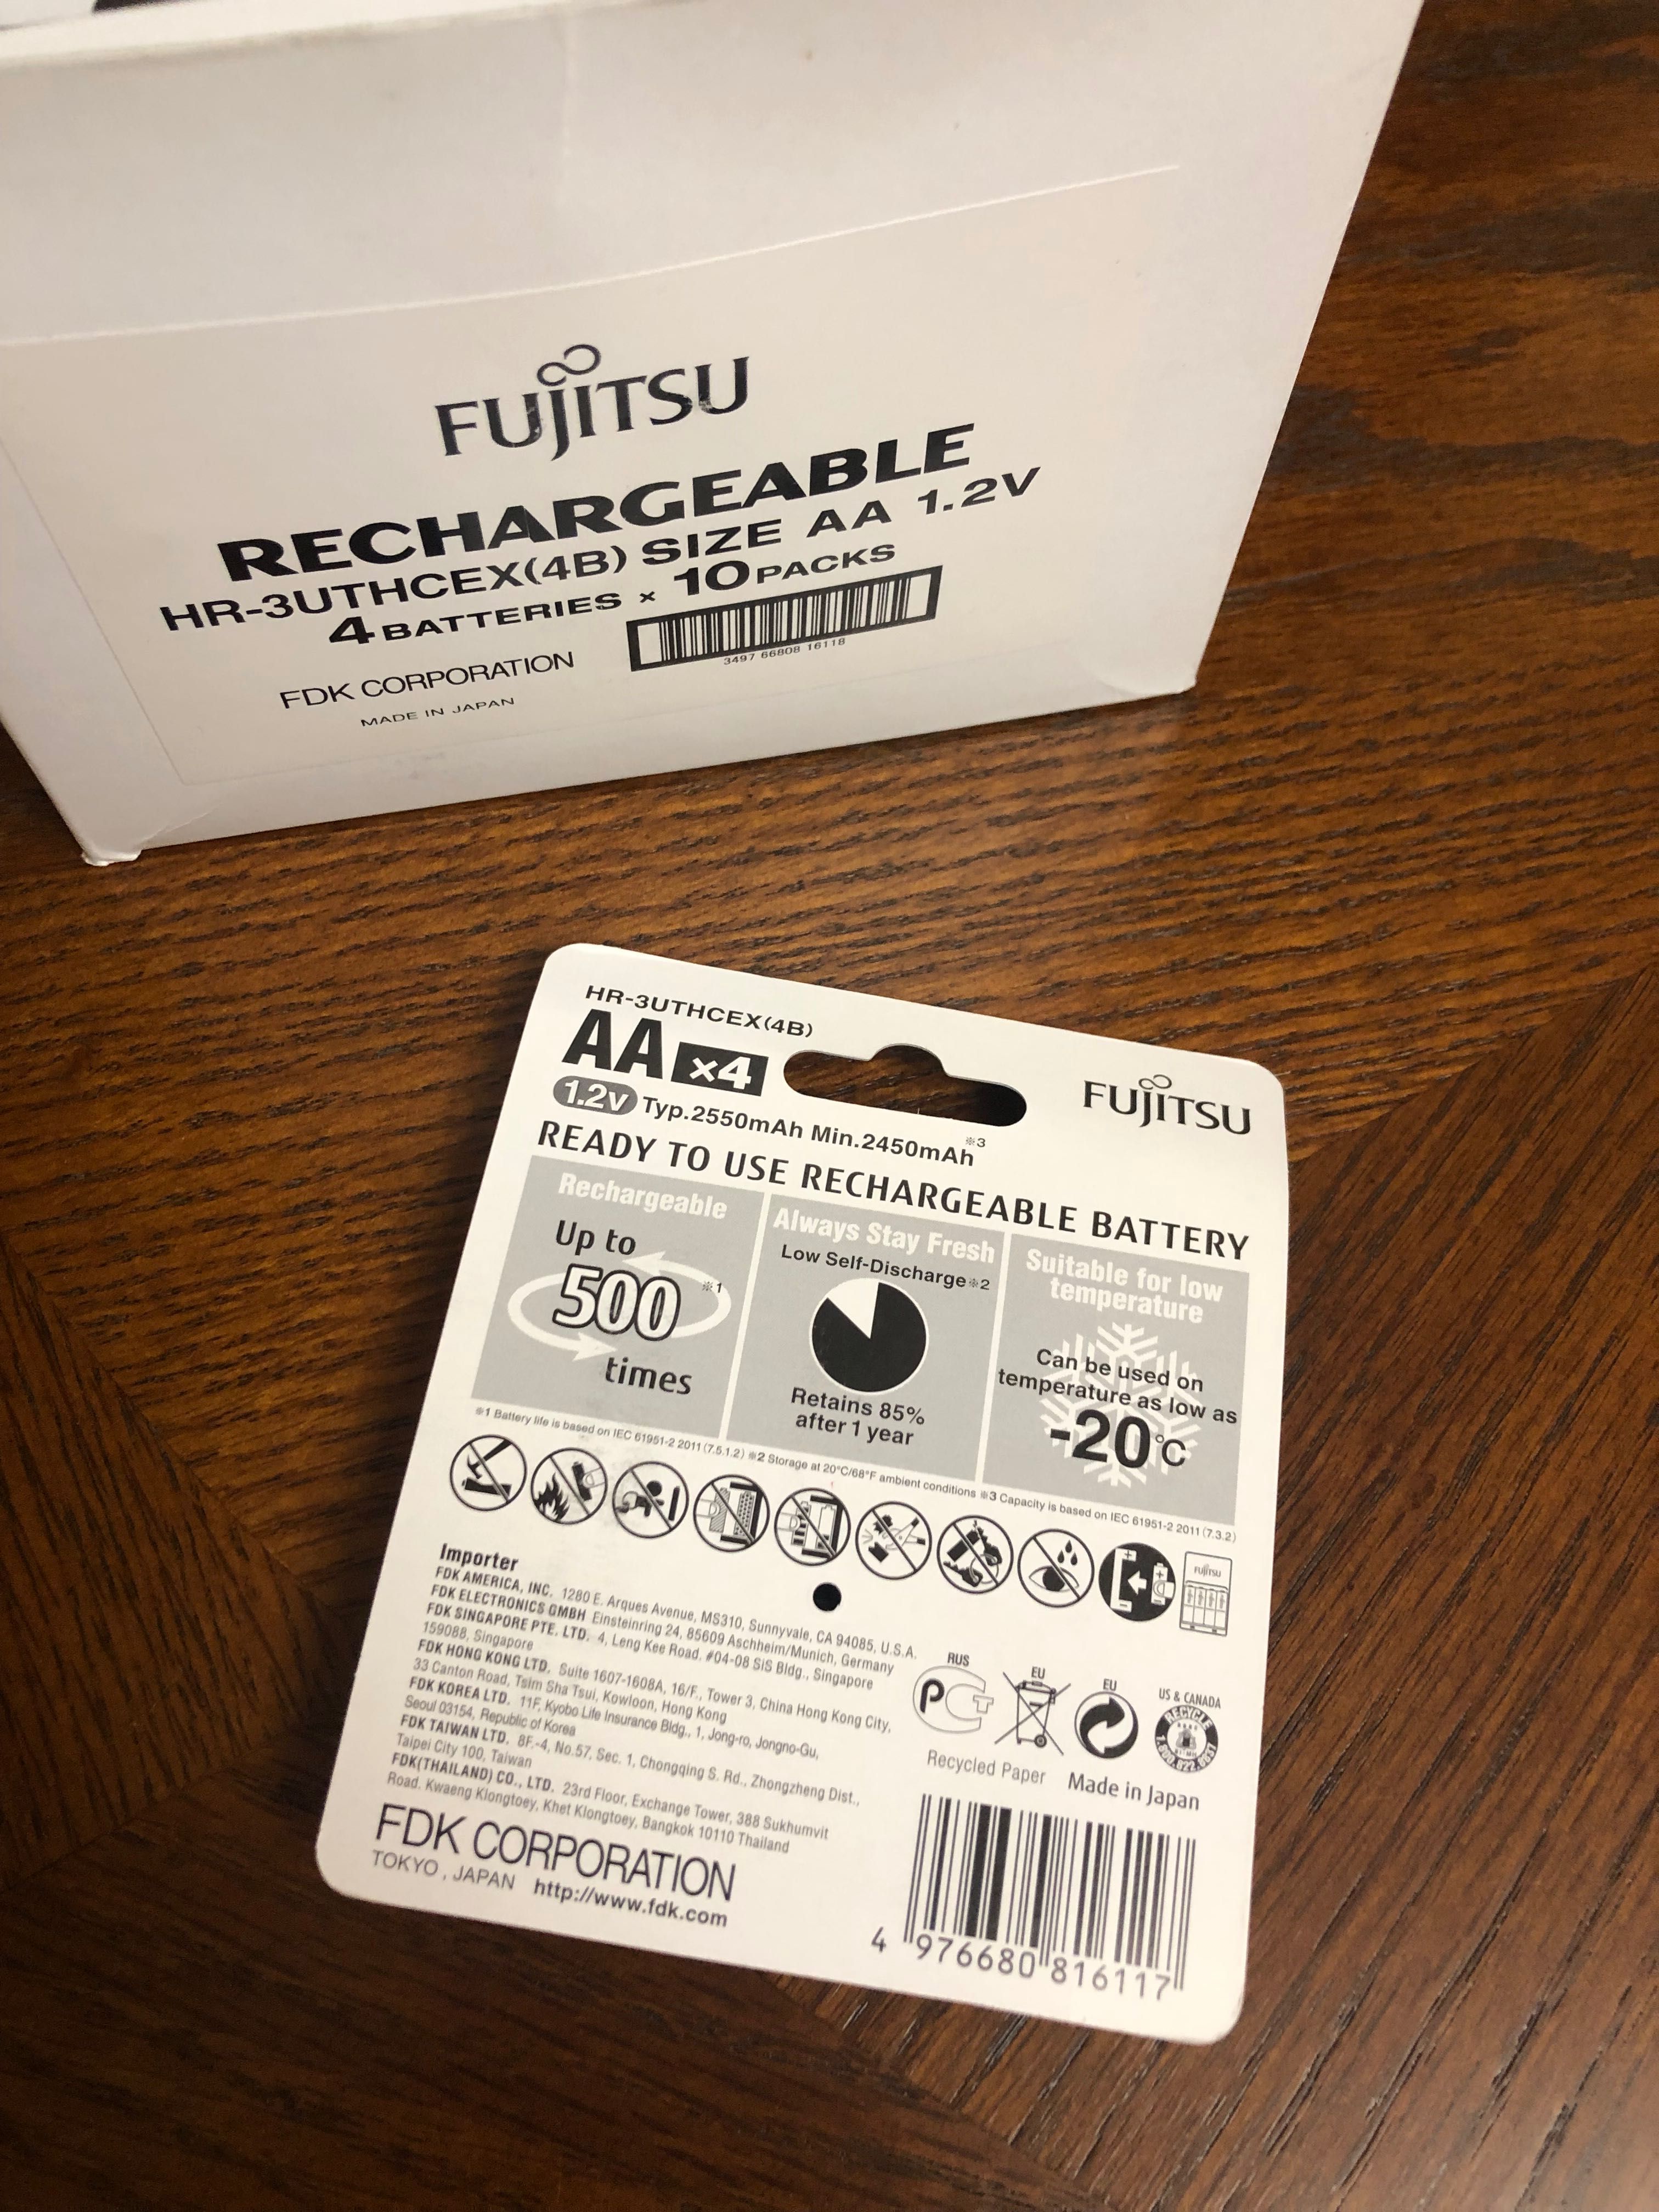 FUJITSU
RECHARGEABLE
HR-3UTHCEX(4B) SIZE AA 1.2V
4 BATTERIES × 10 PACKS
3497 66808 16118
FDK CORPORATION
MADE IN JAPAN
HR-3UTHCEX(4B)
AA ×4
FUJITSU
1.2V Typ.2550mAh Min.2450mAh※3
READY TO USE RECHARGEABLE BATTERY
Rechargeable
Up to
500 ※1
times
Always Stay Fresh
Low Self-Discharge※2
Retains 85%
after 1 year
Suitable for low
temperature
Can be used on
temperature as low as
-20℃
※1 Battery life is based on IEC 61951-2 2011 (7.5.1.2) ※2 Storage at 20°C/68°F ambient conditions ※3 Capacity is based on IEC 61951-2 2011 (7.3.2)
FUJITSU
Importer
FDK AMERICA, INC. 1280 E. Arques Avenue, MS310, Sunnyvale, CA 94085, U.S.A.
FDK ELECTRONICS GMBH Einsteinring 24, 85609 Aschheim/Munich, Germany
FDK SINGAPORE PTE. LTD. 4, Leng Kee Road. #04-08 SiS Bldg., Singapore
159088, Singapore
FDK HONG KONG LTD. Suite 1607-1608A, 16/F., Tower 3, China Hong Kong City,
33 Canton Road, Tsim Sha Tsui, Kowloon, Hong Kong
FDK KOREA LTD. 11F, Kyobo Life Insurance Bldg., 1, Jong-ro, Jongno-Gu,
Seoul 03154, Republic of Korea
FDK TAIWAN LTD. 8F.-4, No.57, Sec. 1, Chongqing S. Rd., Zhongzheng Dist.,
Taipei City 100, Taiwan
FDK(THAILAND) CO., LTD. 23rd Floor, Exchange Tower, 388 Sukhumvit
Road. Kwaeng Klongtoey, Khet Klongtoey, Bangkok 10110 Thailand
FDK CORPORATION
TOKYO , JAPAN http://www.fdk.com
RUS
EU
EU
US & CANADA
RECYCLE
1.800.822.8837
Recycled Paper
Made in Japan
4 976680 816117